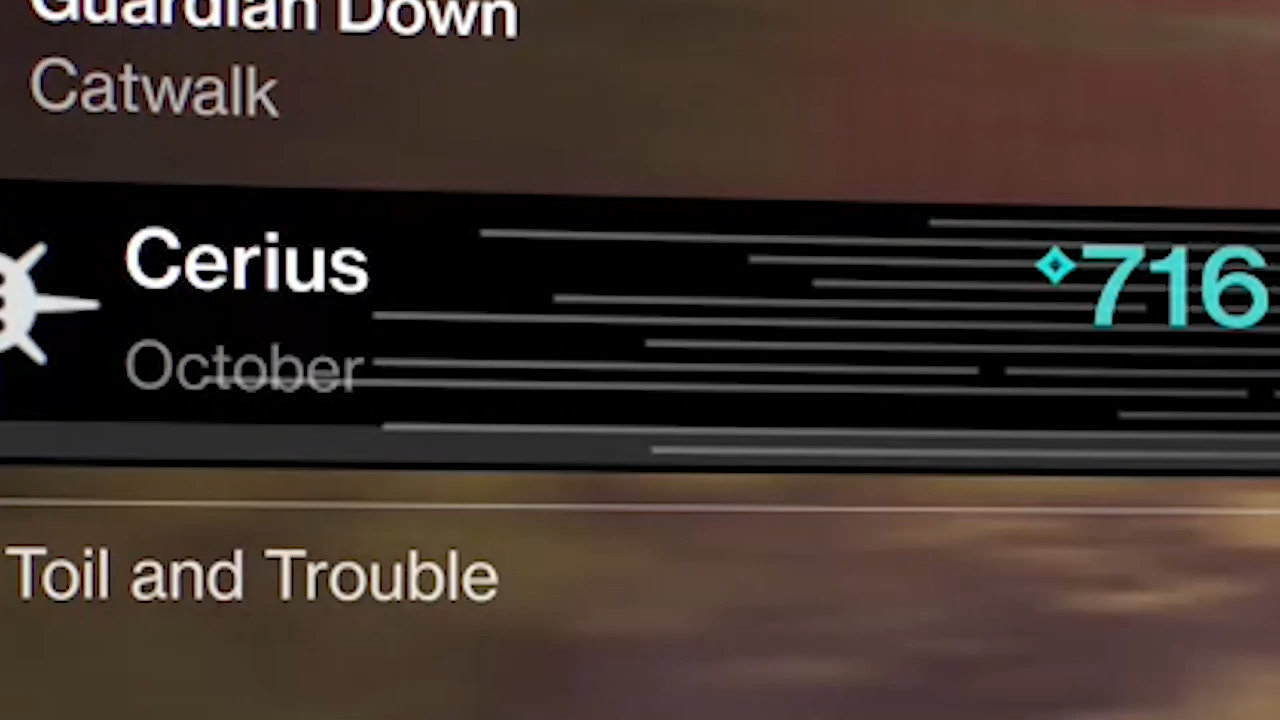 Guardian Down
Catwalk
Cerius
716
October
Toil and Trouble